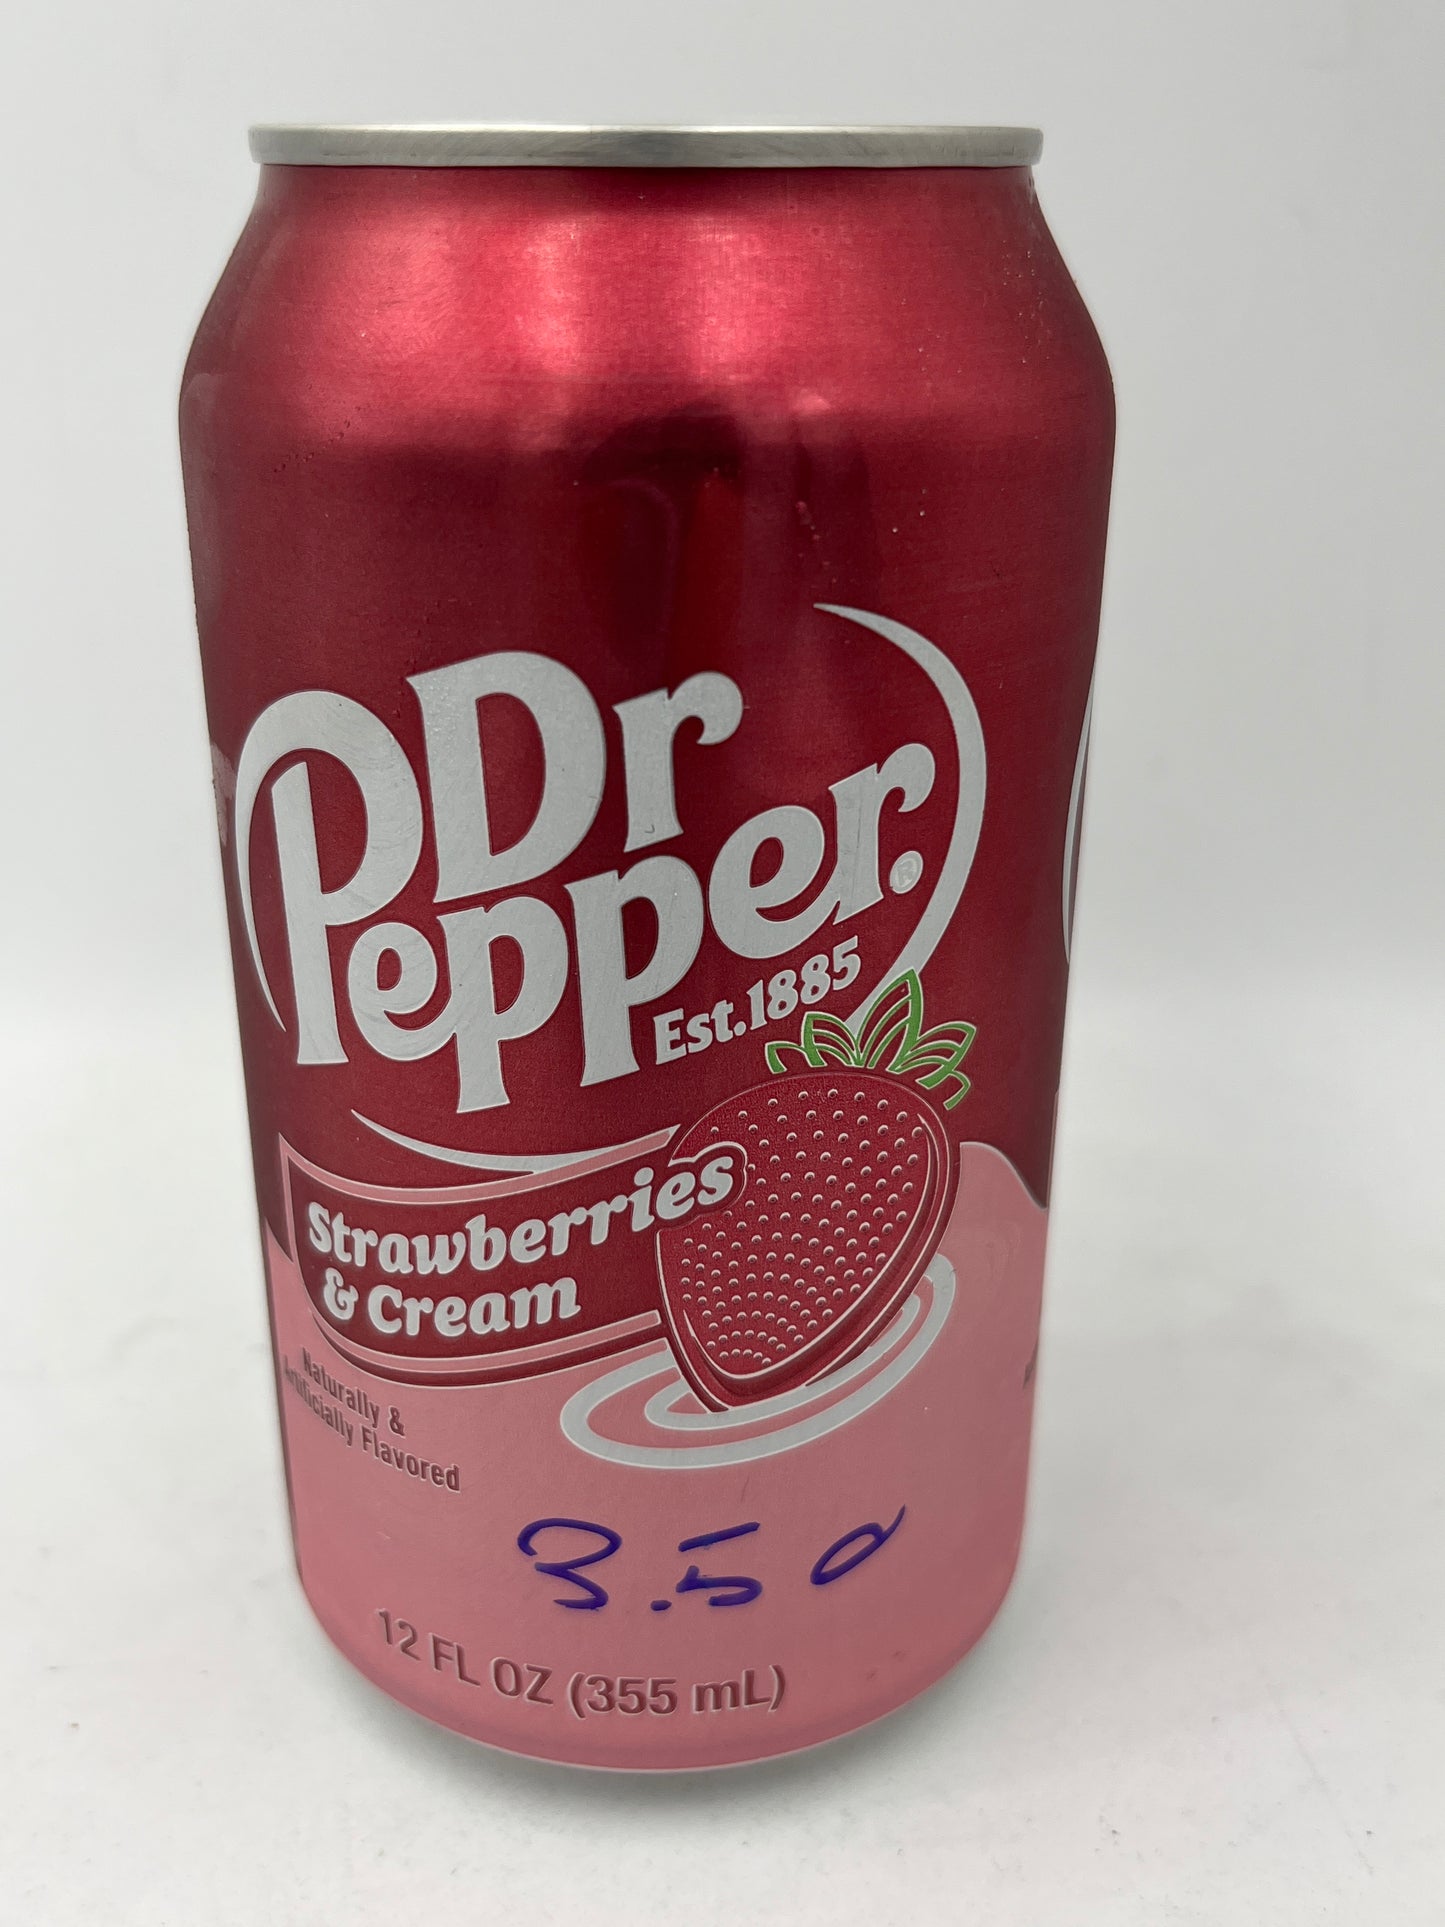 Dr
Pepper.®
Est.1885
Strawberries
& Cream
Naturally &
Artificially Flavored
3.50
12 FL OZ (355 mL)